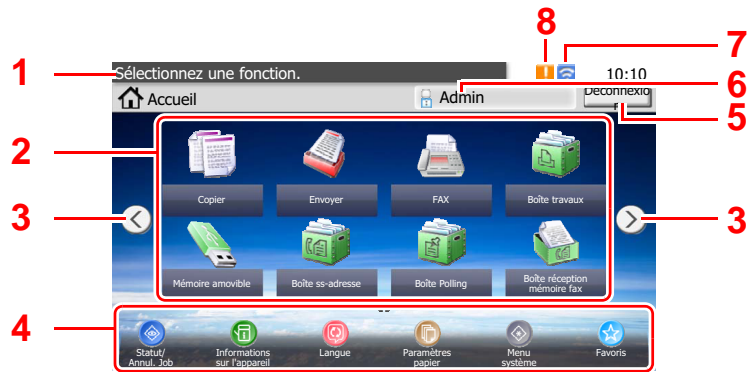 8
7
1
Sélectionnez une fonction.
10:10
6
Accueil
Admin
Déconnexio
n
5
2
Copier
Envoyer
FAX
Boîte travaux
3
3
Mémoire amovible
Boîte ss-adresse
Boîte Polling
Boîte réception
mémoire fax
4
Statut/
Annul. Job
Informations
sur l'appareil
Langue
Paramètres
papier
Menu
système
Favoris